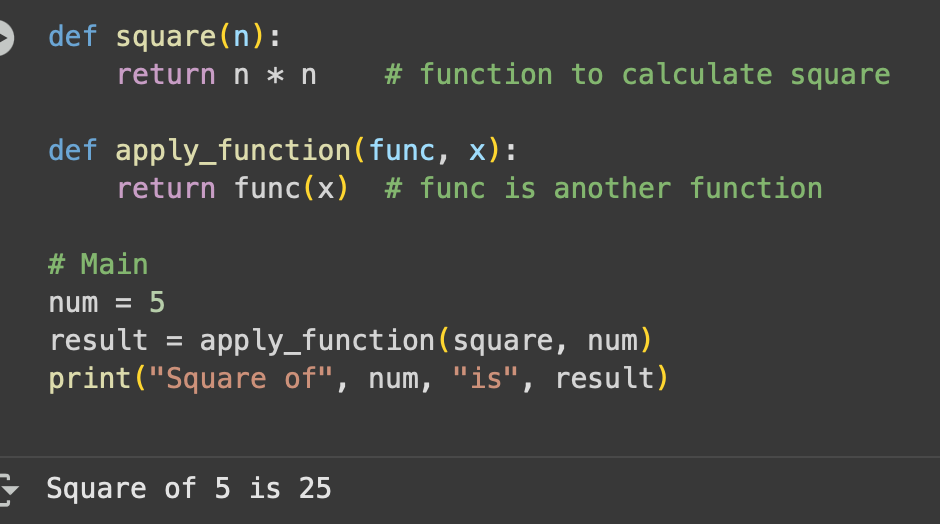 def square(n):
    return n * n    # function to calculate square
def apply_function(func, x):
    return func(x)  # func is another function
# Main
num = 5
result = apply_function(square, num)
print("Square of", num, "is", result)
Square of 5 is 25